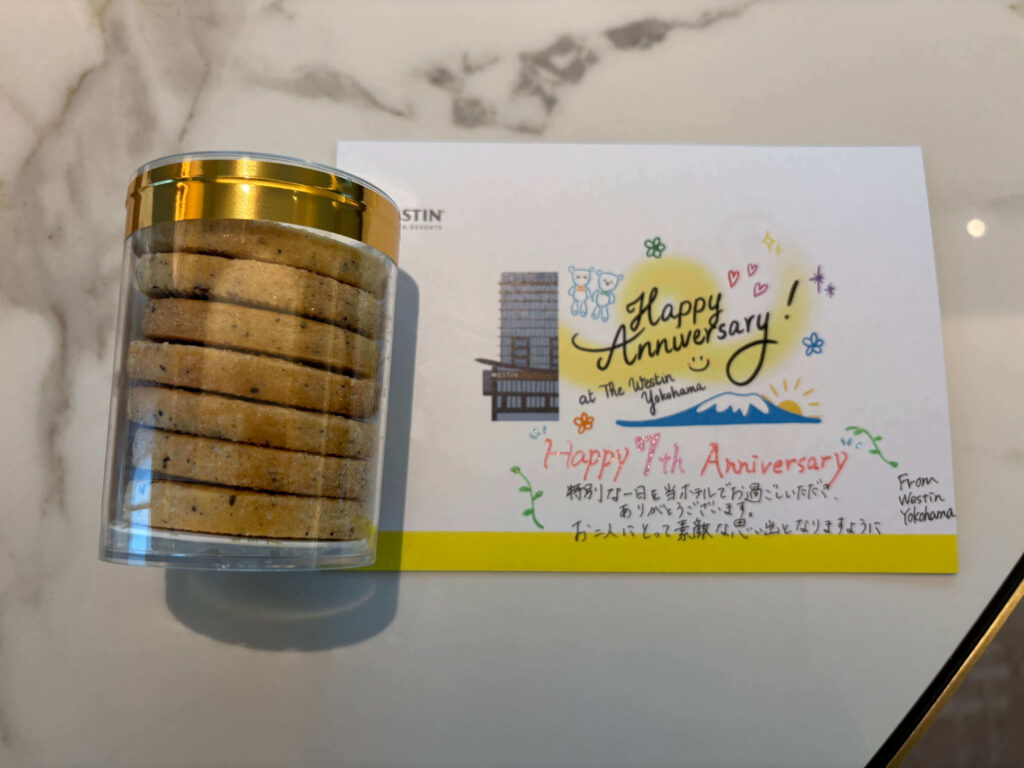 STIN
RESORTS
Happy
Anniversary!
at The Westin
Yokohama
WESTIN
Happy 7th Anniversary
特別な一日を当ホテルでお過ごしいただき、
ありがとうございます。
お二人にとって素敵な思い出となりますように
From
Westin
Yokohama